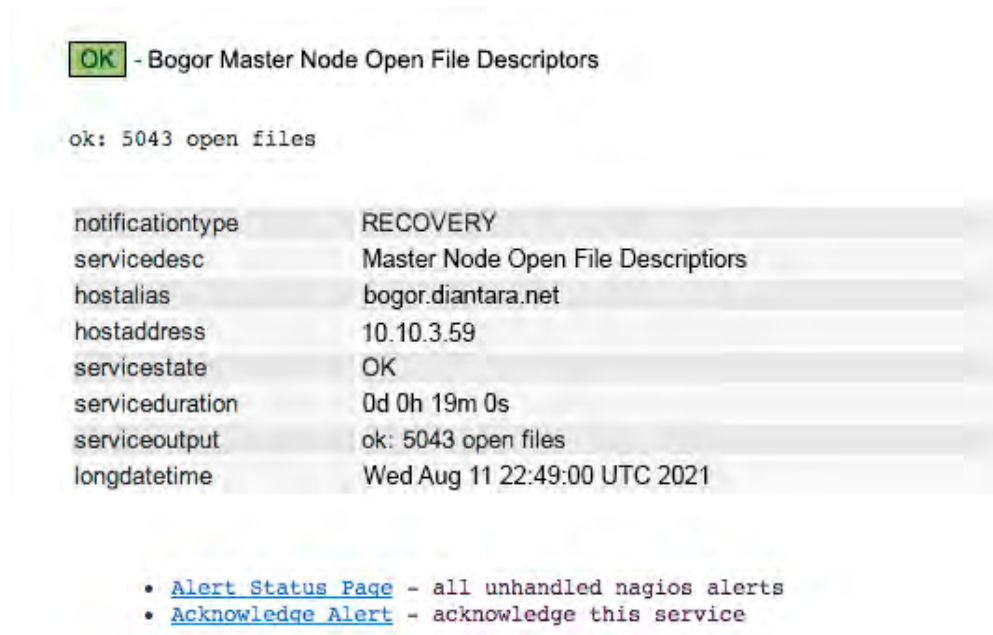 OK - Bogor Master Node Open File Descriptors
ok: 5043 open files
notificationtype RECOVERY
servicedesc Master Node Open File Descriptiors
hostalias bogor.diantara.net
hostaddress 10.10.3.59
servicestate OK
serviceduration 0d 0h 19m 0s
serviceoutput ok: 5043 open files
longdatetime Wed Aug 11 22:49:00 UTC 2021
• Alert Status Page - all unhandled nagios alerts
• Acknowledge Alert - acknowledge this service